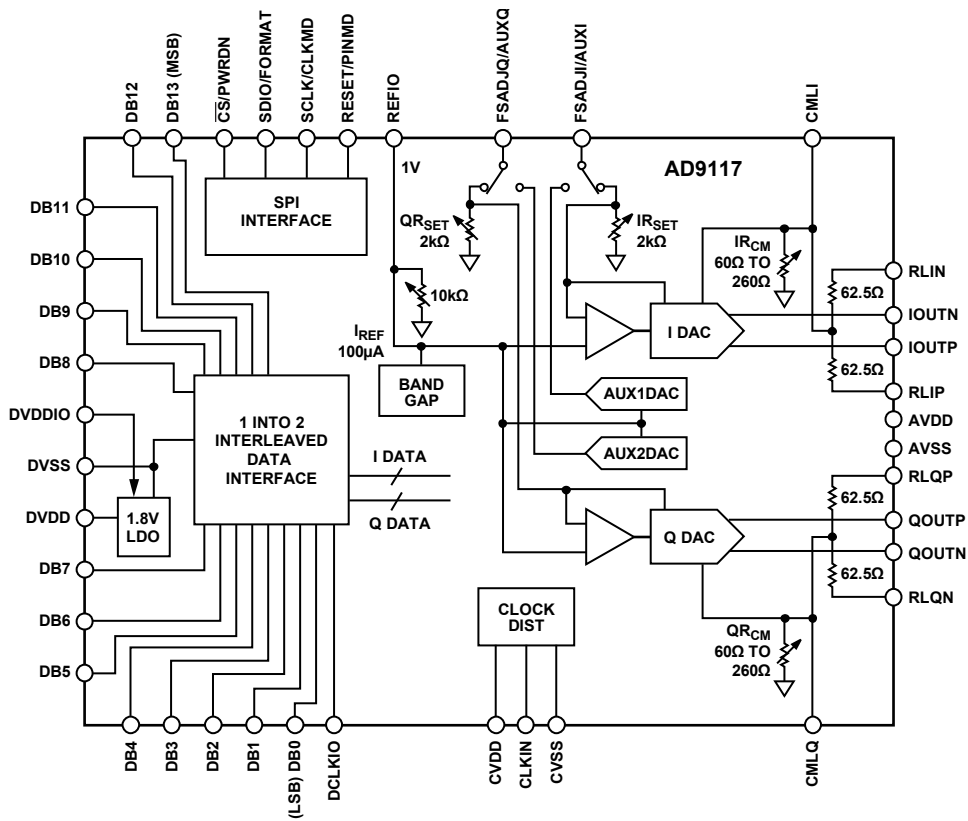 DB12
DB13 (MSB)
CS/PWRDN
SDIO/FORMAT
SCLK/CLKMD
RESET/PINMD
REFIO
FSADJQ/AUXQ
FSADJI/AUXI
CMLI
AD9117
1V
SPI
INTERFACE
QRSET
2kΩ
IRSET
2kΩ
IRCM
60Ω TO
260Ω
10kΩ
IREF
100µA
BAND
GAP
I DAC
AUX1DAC
AUX2DAC
Q DAC
62.5Ω
62.5Ω
62.5Ω
62.5Ω
DB11
DB10
DB9
DB8
DVDDIO
DVSS
DVDD
DB7
DB6
DB5
1.8V
LDO
1 INTO 2
INTERLEAVED
DATA
INTERFACE
I DATA
Q DATA
CLOCK
DIST
QRCM
60Ω TO
260Ω
RLIN
IOUTN
IOUTP
RLIP
AVDD
AVSS
RLQP
QOUTP
QOUTN
RLQN
DB4
DB3
DB2
DB1
(LSB) DB0
DCLKIO
CVDD
CLKIN
CVSS
CMLQ